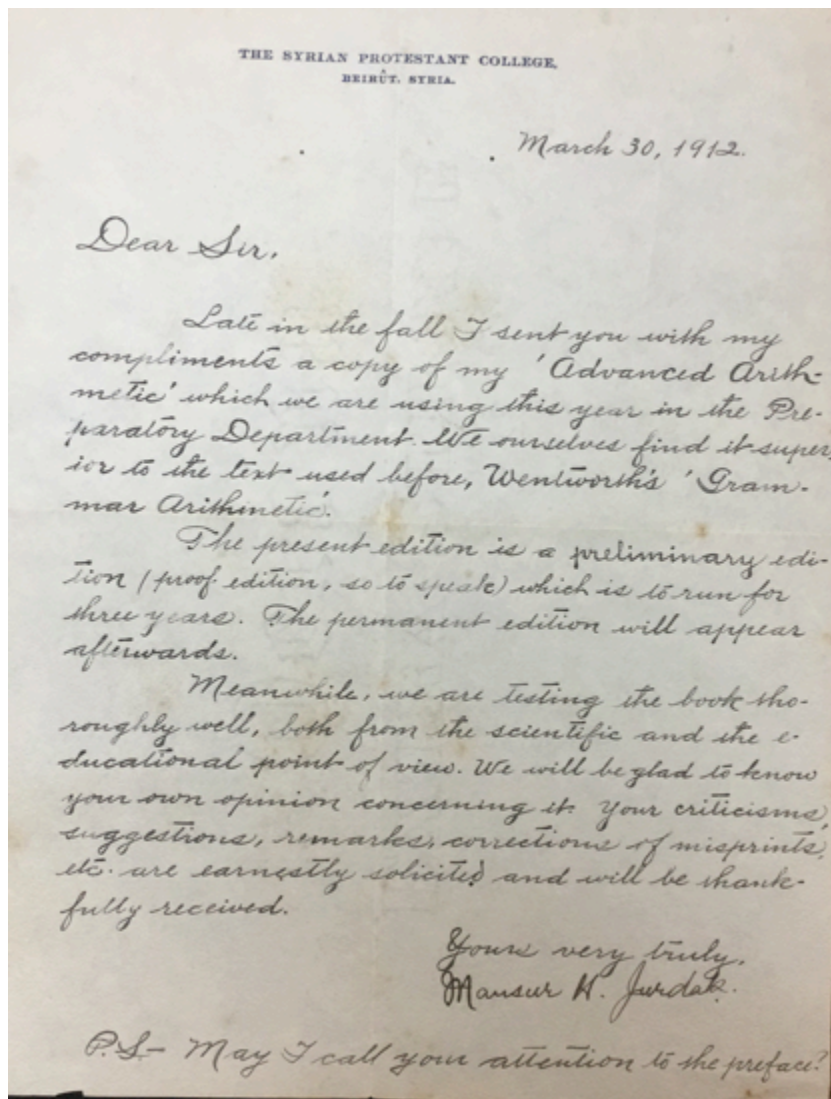 THE SYRIAN PROTESTANT COLLEGE,
BEIRÛT, SYRIA.
March 30, 1912.
Dear Sir,
Late in the fall I sent you with my
compliments a copy of my 'Advanced Arith-
metic' which we are using this year in the Pre-
paratory Department. We ourselves find it super-
ior to the text used before, Wentworth's 'Gram-
mar Arithmetic'.
The present edition is a preliminary edi-
tion (proof edition, so to speak) which is to run for
three years. The permanent edition will appear
afterwards.
Meanwhile, we are testing the book tho-
roughly well, both from the scientific and the e-
ducational point of view. We will be glad to know
your own opinion concerning it. Your criticisms,
suggestions, remarks, corrections of misprints,
etc. are earnestly solicited and will be thank-
fully received.
Yours very truly,
Mansur H. Jurdak.
P.S- May I call your attention to the preface?